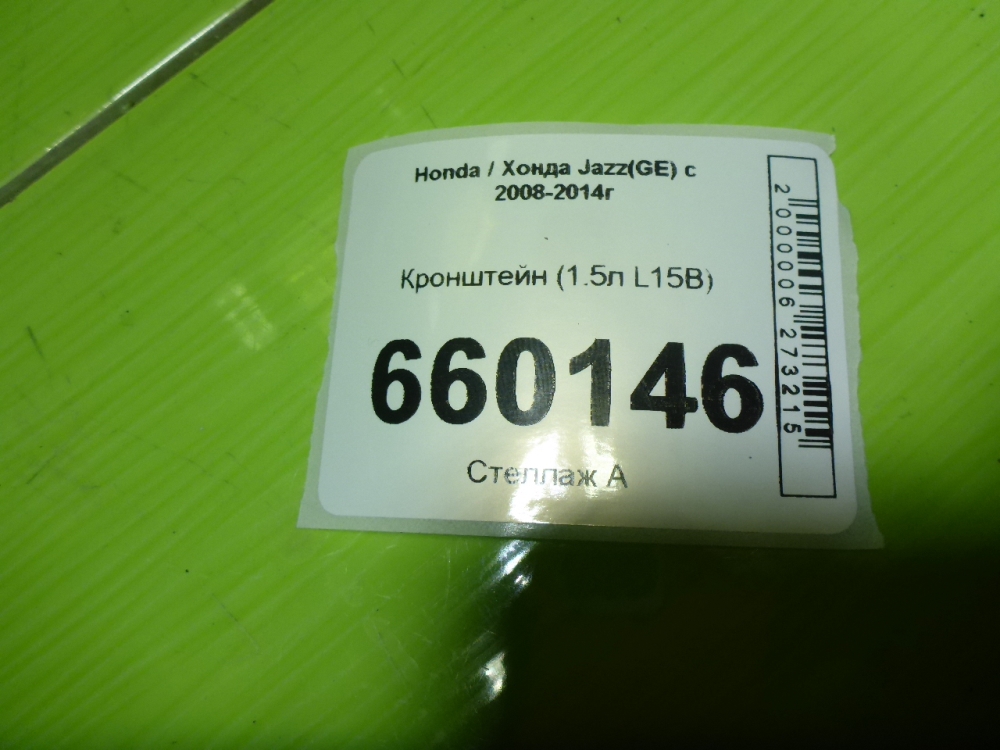 Honda / Хонда Jazz(GE) с
2008-2014г
Кронштейн (1.5л L15B)
660146
Стеллаж А
2000006273215